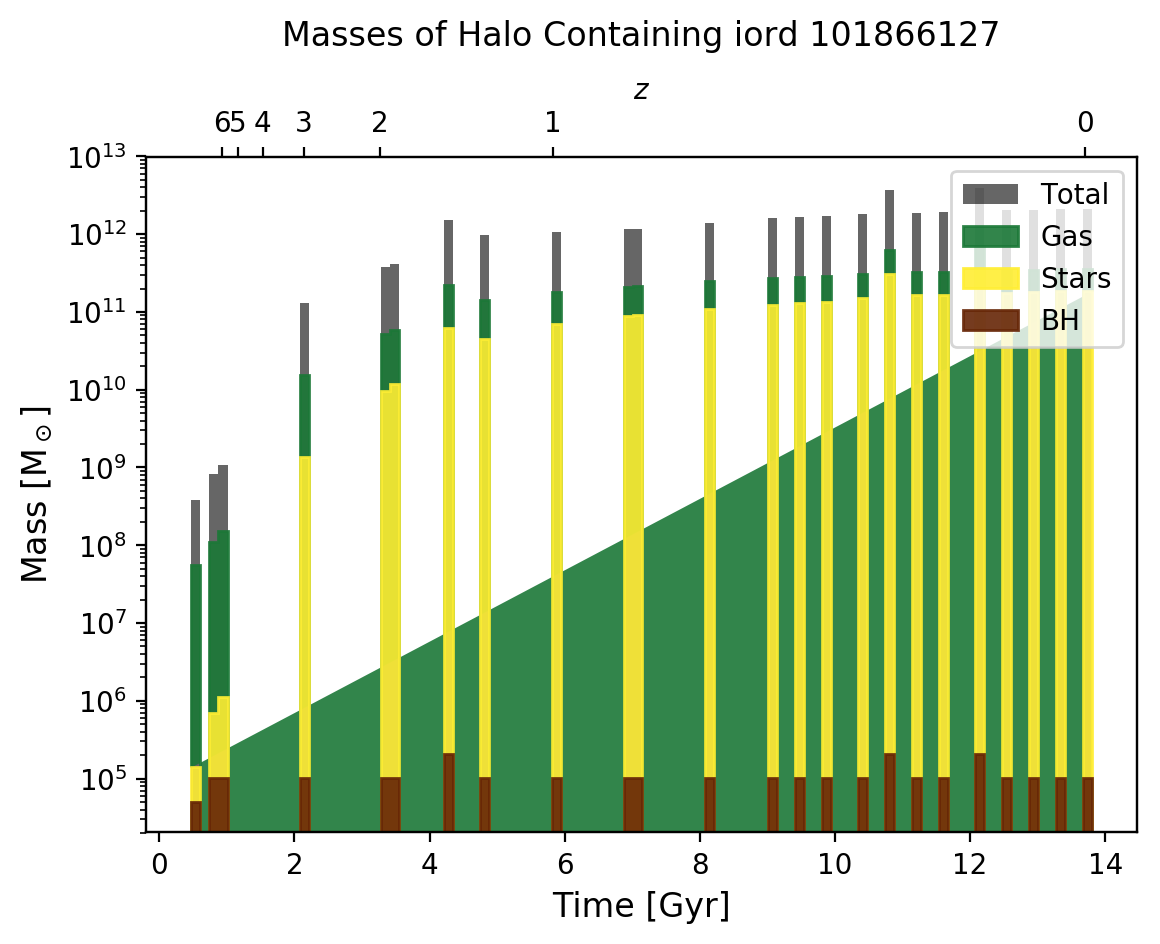 Masses of Halo Containing iord 101866127
z
6 5 4 3 2 1 0
10^13
10^12
10^11
10^10
10^9
10^8
10^7
10^6
10^5
Mass [M⊙]
Total
Gas
Stars
BH
0 2 4 6 8 10 12 14
Time [Gyr]